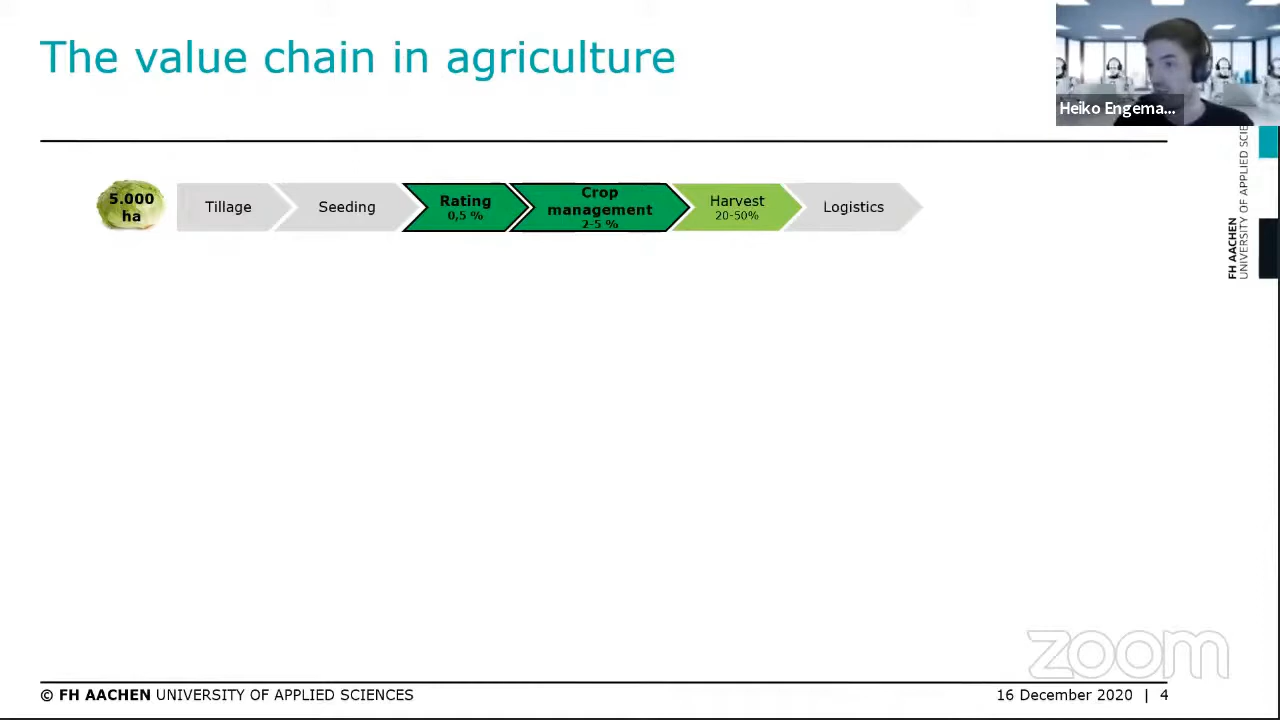 The value chain in agriculture
Heiko Engema...
5.000
ha
Tillage
Seeding
Rating
0,5 %
Crop
management
2-5 %
Harvest
20-50%
Logistics
FH AACHEN
UNIVERSITY OF APPLIED SCIE
zoom
© FH AACHEN UNIVERSITY OF APPLIED SCIENCES
16 December 2020 | 4